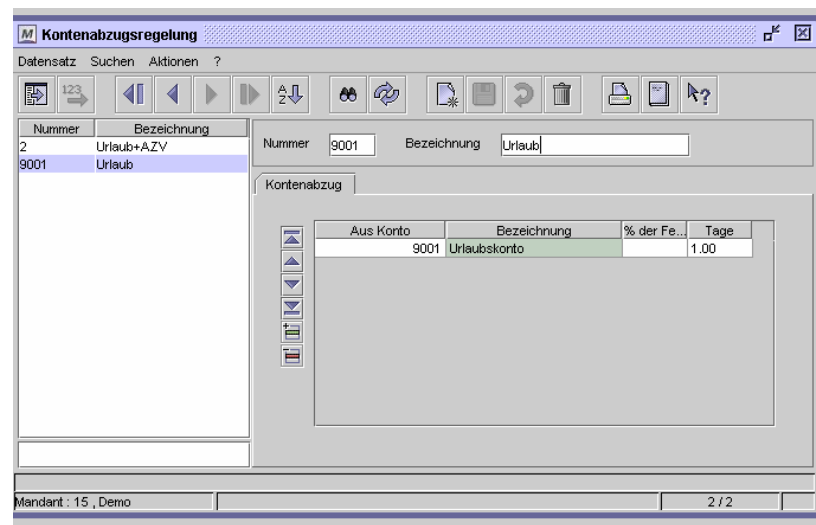 M Kontenabzugsregelung
Datensatz Suchen Aktionen ?
123 A Z ?
Nummer Bezeichnung
2 Urlaub+AZV
9001 Urlaub
Nummer 9001 Bezeichnung Urlaub
Kontenabzug
Aus Konto Bezeichnung % der Fe... Tage
9001 Urlaubskonto 1.00
Mandant : 15 , Demo 2 / 2